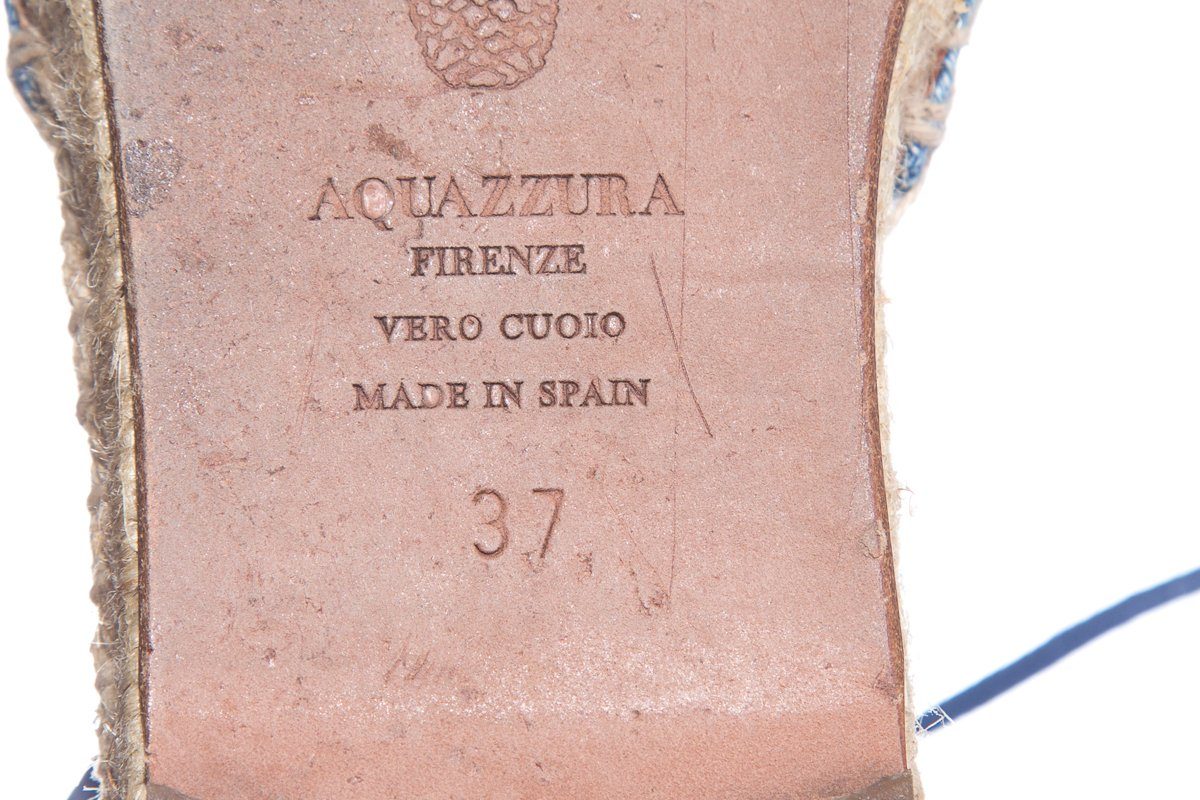 AQUAZZURA
FIRENZE
VERO CUOIO
MADE IN SPAIN
37